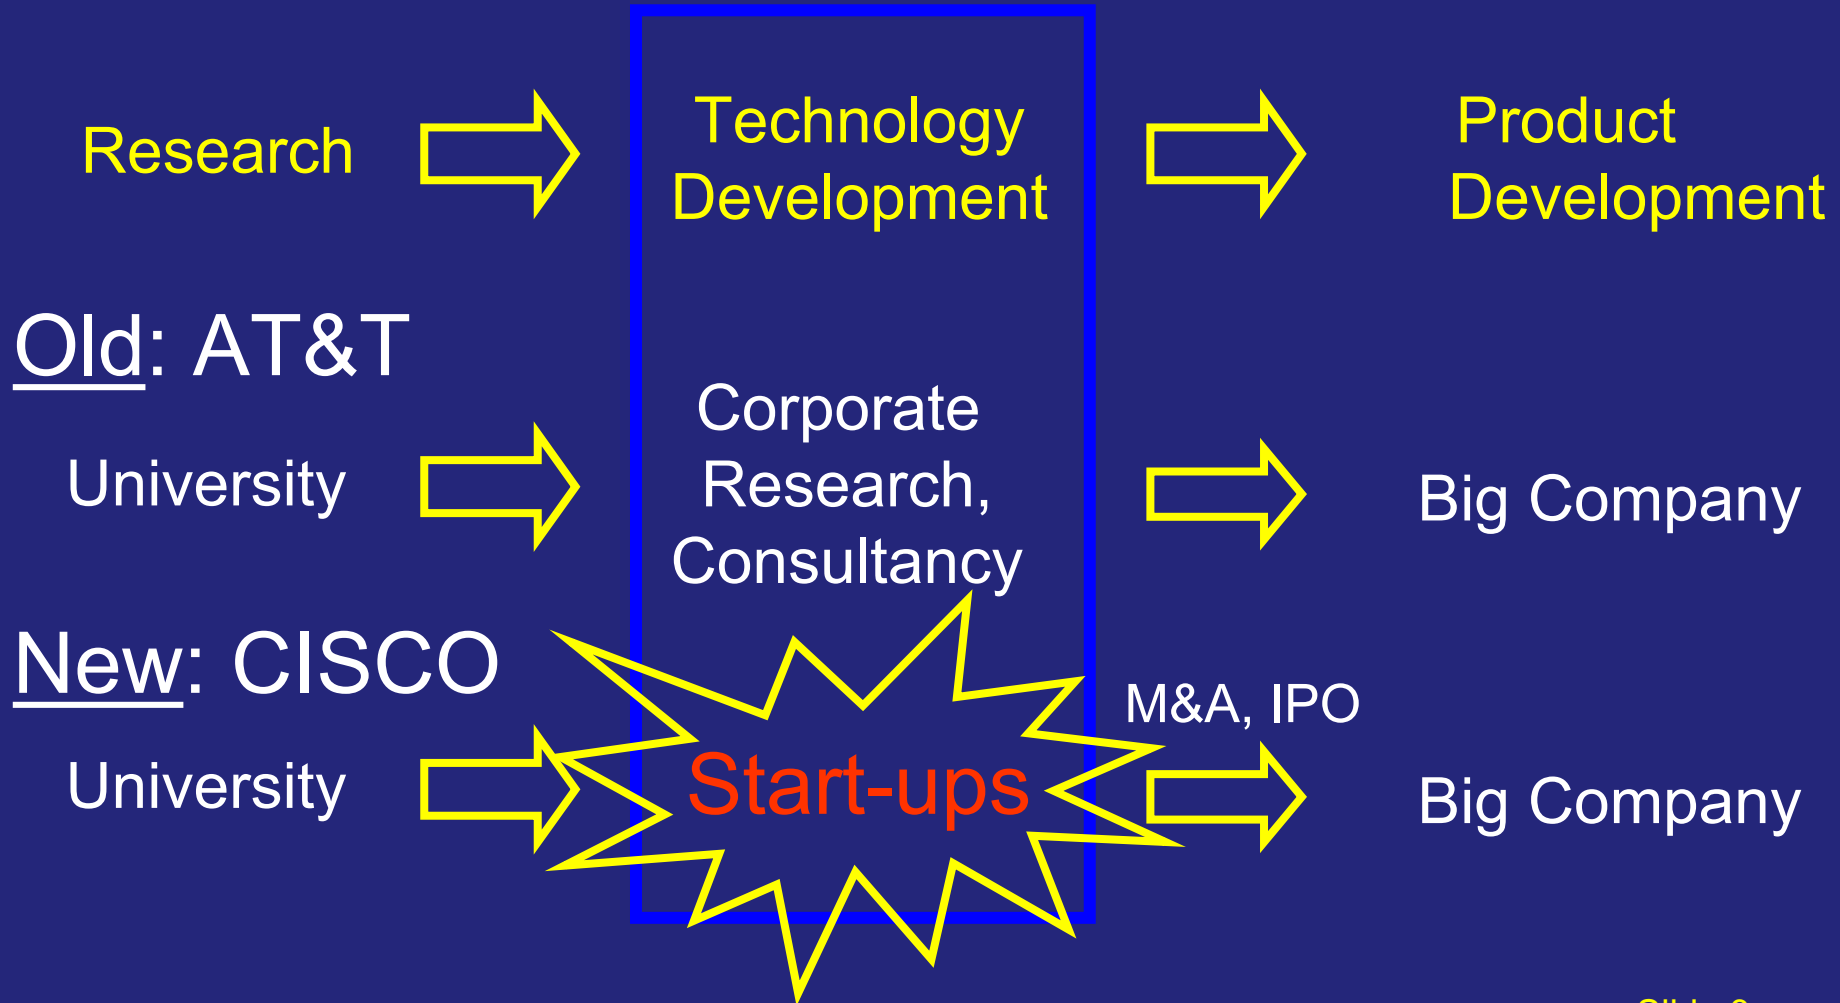 Research
Technology
Development
Product
Development
Old: AT&T
University
Corporate
Research,
Consultancy
Big Company
New: CISCO
University
Start-ups
M&A, IPO
Big Company